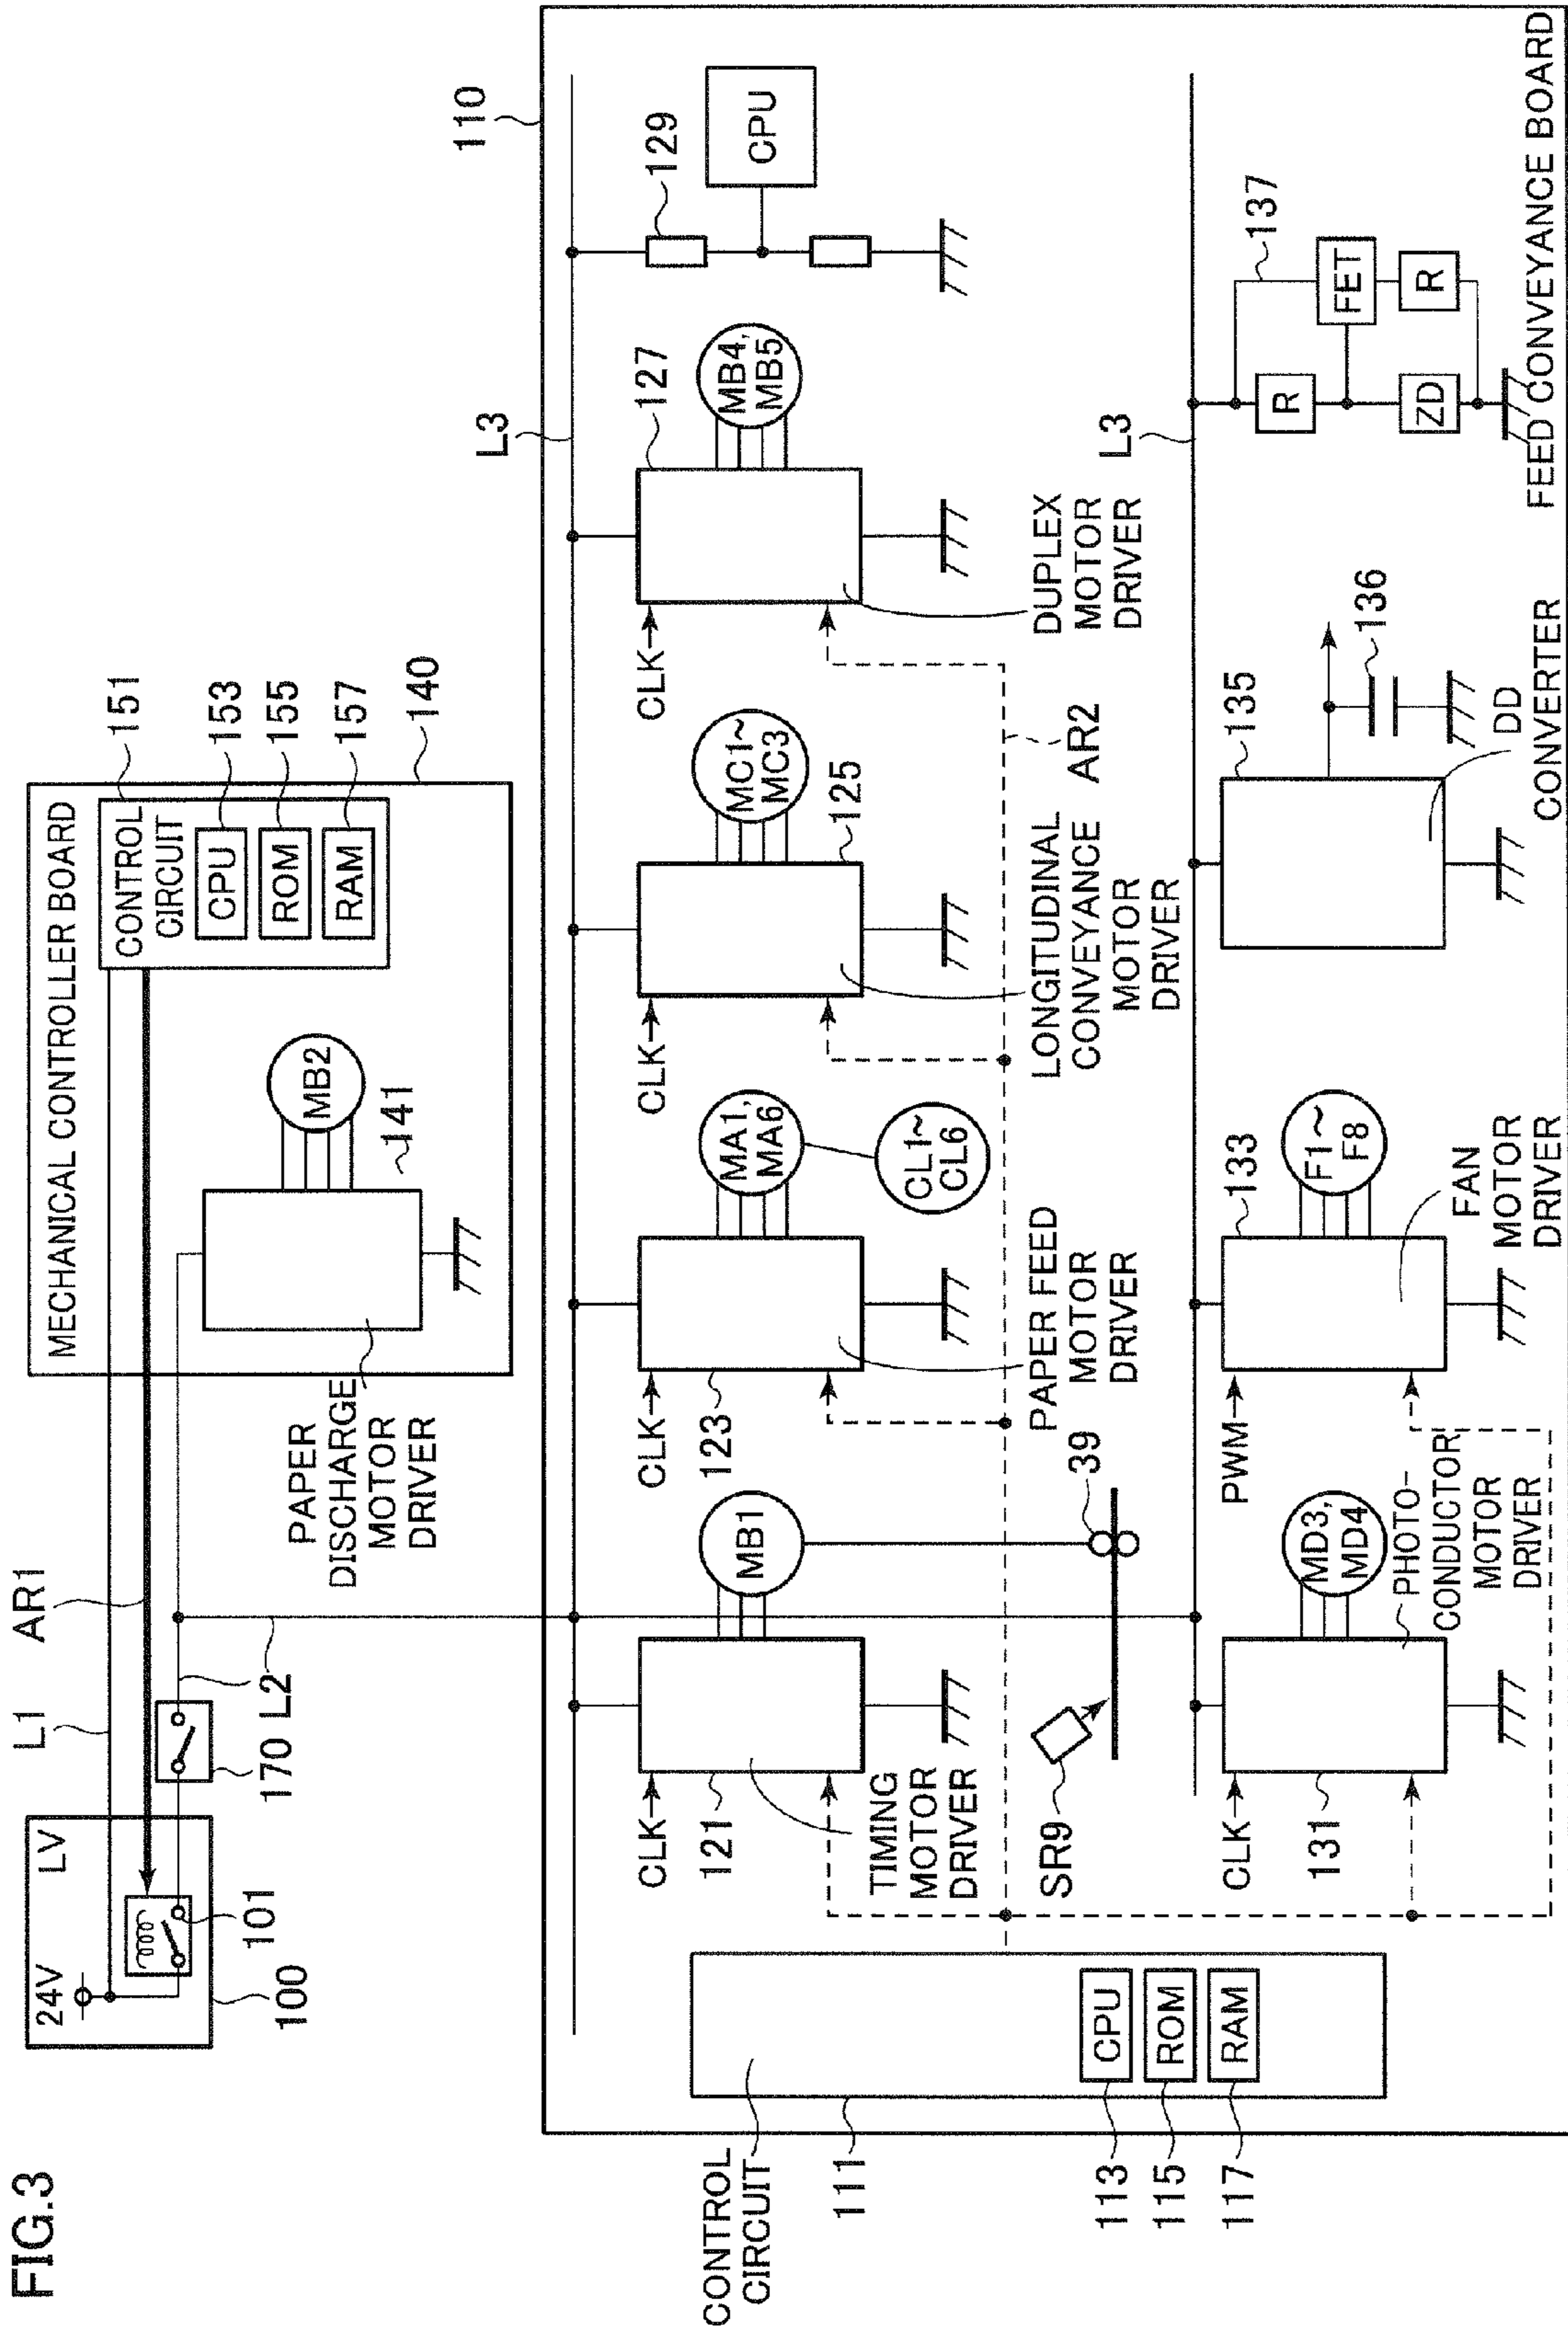 FIG.3
24V
LV
100
101
L1
AR1
170
L2
MECHANICAL CONTROLLER BOARD
CONTROL
CIRCUIT
CPU
ROM
RAM
151
153
155
157
140
MB2
141
PAPER
DISCHARGE
MOTOR
DRIVER
110
L3
CONTROL
CIRCUIT
111
CPU
ROM
RAM
113
115
117
CLK
121
TIMING
MOTOR
DRIVER
MB1
SR9
39
CLK
123
PAPER FEED
MOTOR
DRIVER
MA1,
MA6
CL1~
CL6
CLK
125
LONGITUDINAL
CONVEYANCE
MOTOR
DRIVER
MC1~
MC3
AR2
CLK
127
DUPLEX
MOTOR
DRIVER
MB4,
MB5
129
CPU
L3
CLK
131
PHOTO-
CONDUCTOR
MOTOR
DRIVER
MD3,
MD4
PWM
133
FAN
MOTOR
DRIVER
F1~
F8
135
136
DD
CONVERTER
137
R
FET
ZD
R
FEED CONVEYANCE BOARD